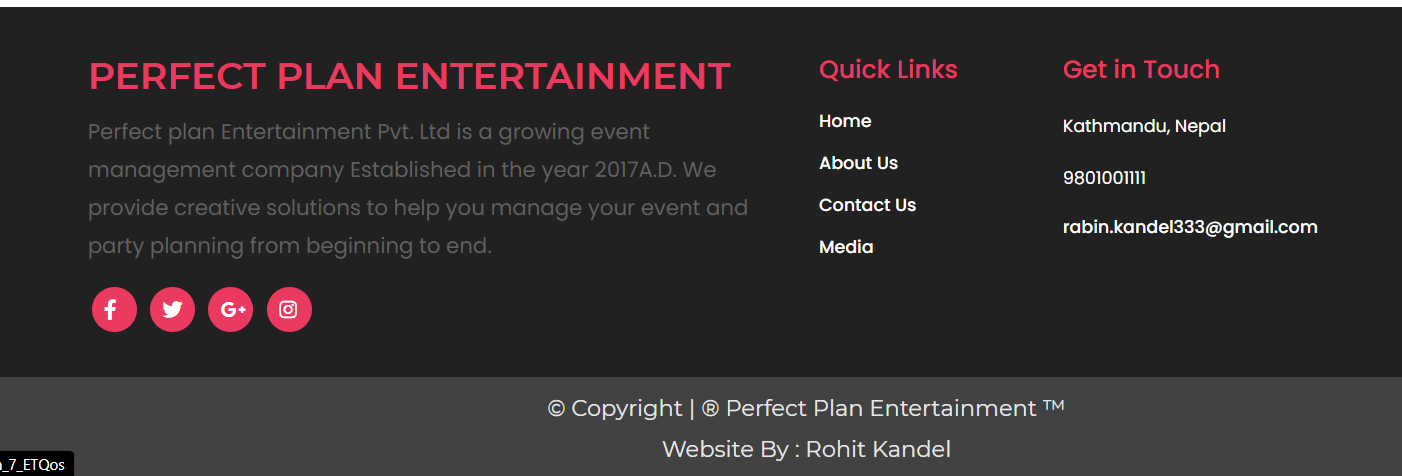 PERFECT PLAN ENTERTAINMENT
Perfect plan Entertainment Pvt. Ltd is a growing event
management company Established in the year 2017A.D. We
provide creative solutions to help you manage your event and
party planning from beginning to end.
Quick Links
Home
About Us
Contact Us
Media
Get in Touch
Kathmandu, Nepal
9801001111
rabin.kandel333@gmail.com
© Copyright | ® Perfect Plan Entertainment ™
Website By : Rohit Kandel
_7_ETQos